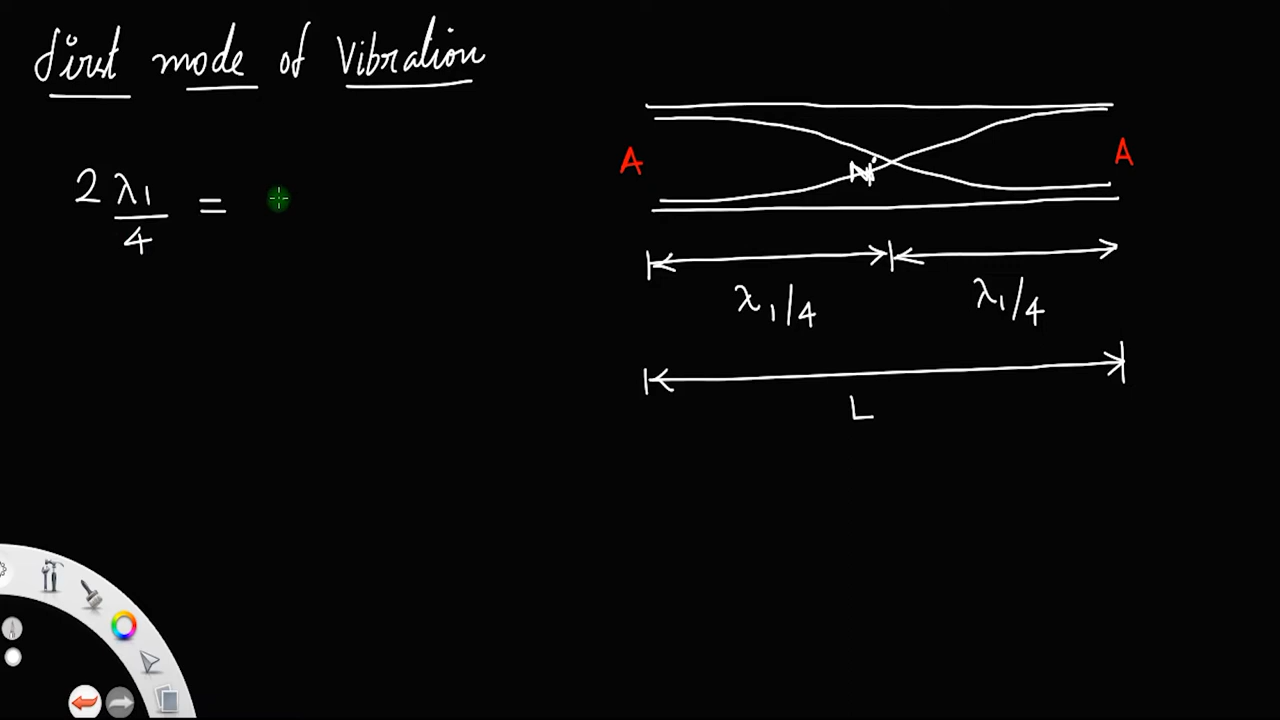 First mode of Vibration
2 λ1/4 =
A
A
N
λ1/4
λ1/4
L